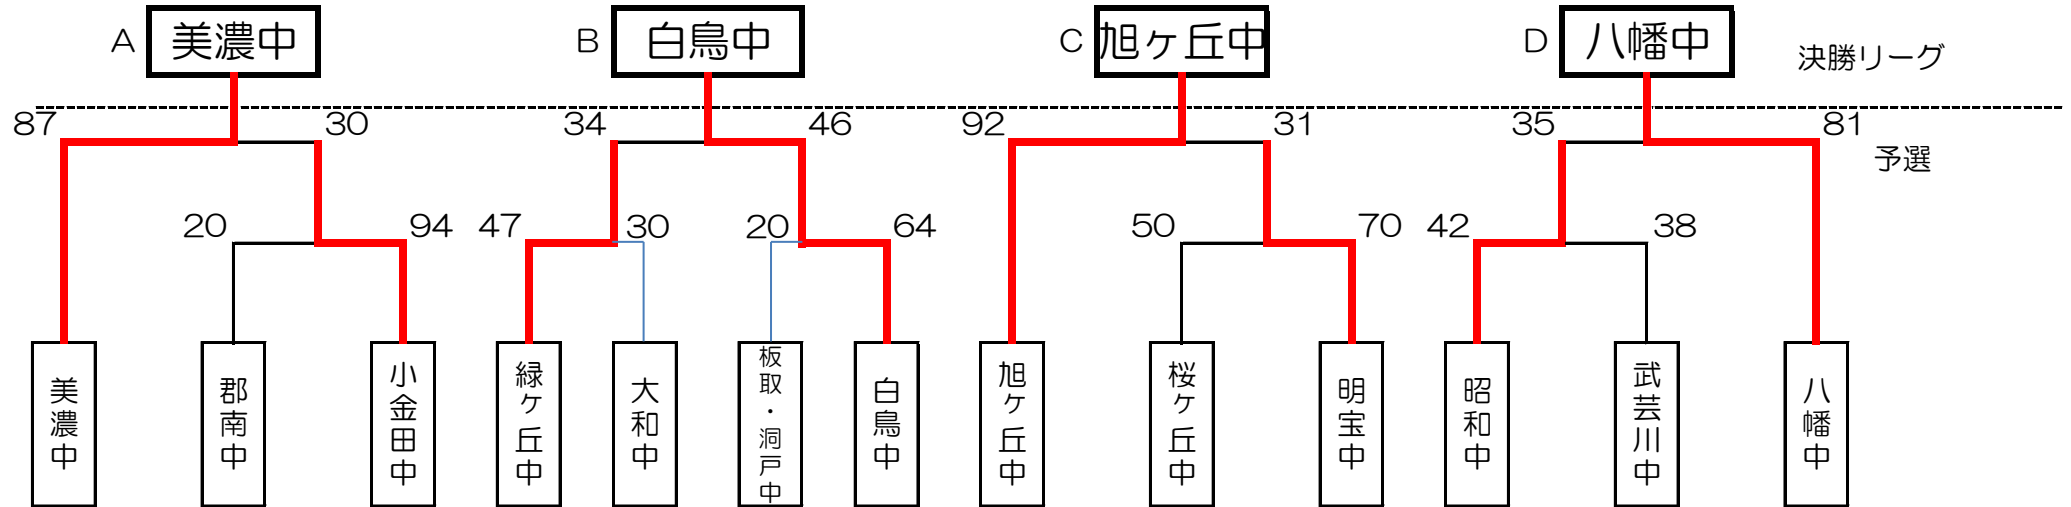 A 美濃中 B 白鳥中 C 旭ヶ丘中 D 八幡中 決勝リーグ
87 30 34 46 92 31 35 81
予選
20 94 47 30 20 64 50 70 42 38
美濃中
郡南中
小金田中
緑ヶ丘中
大和中
板取・洞戸中
白鳥中
旭ヶ丘中
桜ヶ丘中
明宝中
昭和中
武芸川中
八幡中